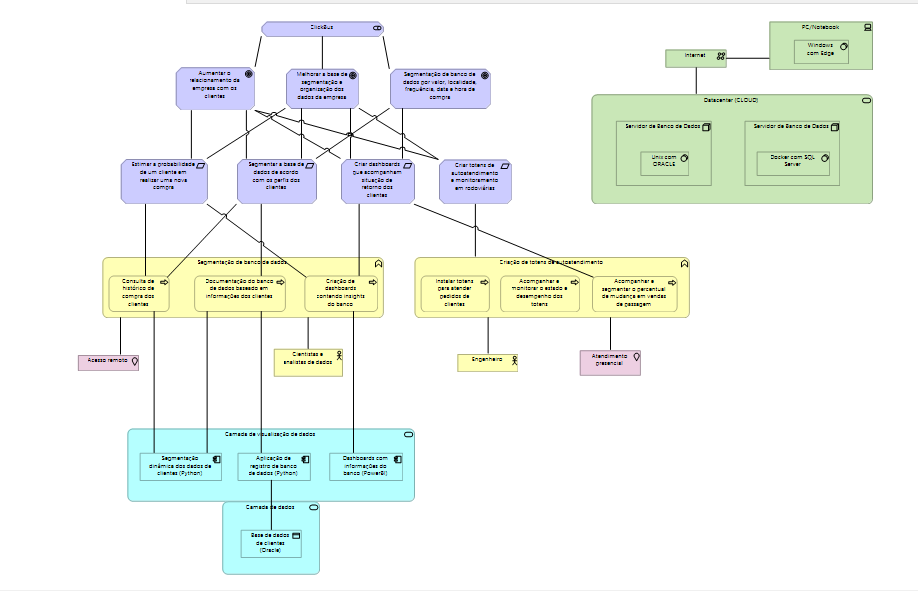 ClickBus
Aumentar o
relacionamento da
empresa com os
clientes
Melhorar a base de
segmentação e
organização dos
dados da empresa
Segmentação de banco de
dados por valor, localidade,
frequência, data e hora de
compra
Internet
PC/Notebook
Windows
com Edge
Datacenter (CLOUD)
Servidor de Banco de Dados
Unix com
ORACLE
Servidor de Banco de Dados
Docker com SQL
Server
Estimar a probabilidade
de um cliente em
realizar uma nova
compra
Segmentar a base de
dados de acordo
com os perfis dos
clientes
Criar dashboards
que acompanham
situação de
retorno dos
clientes
Criar totens de
autoatendimento
e monitoramento
em rodoviárias
Segmentação de banco de dados
Consulta de
histórico de
compra dos
clientes
Documentação do banco
de dados baseado em
informações dos clientes
Criação de
dashboards
contendo insights
do banco
Criação de totens de autoatendimento
Instalar totens
para atender
pedidos de
clientes
Acompanhar e
monitorar o estado e
desempenho dos
totens
Acompanhar e
segmentar o percentual
de mudança em vendas
de passagem
Acesso remoto
Cientistas e
analistas de dados
Engenheiro
Atendimento
presencial
Camada de visualização de dados
Segmentação
dinâmica dos dados de
clientes (Python)
Aplicação de
registro de banco
de dados (Python)
Dashboards com
informações do
banco (PowerBI)
Camada de dados
Base de dados
de clientes
(Oracle)